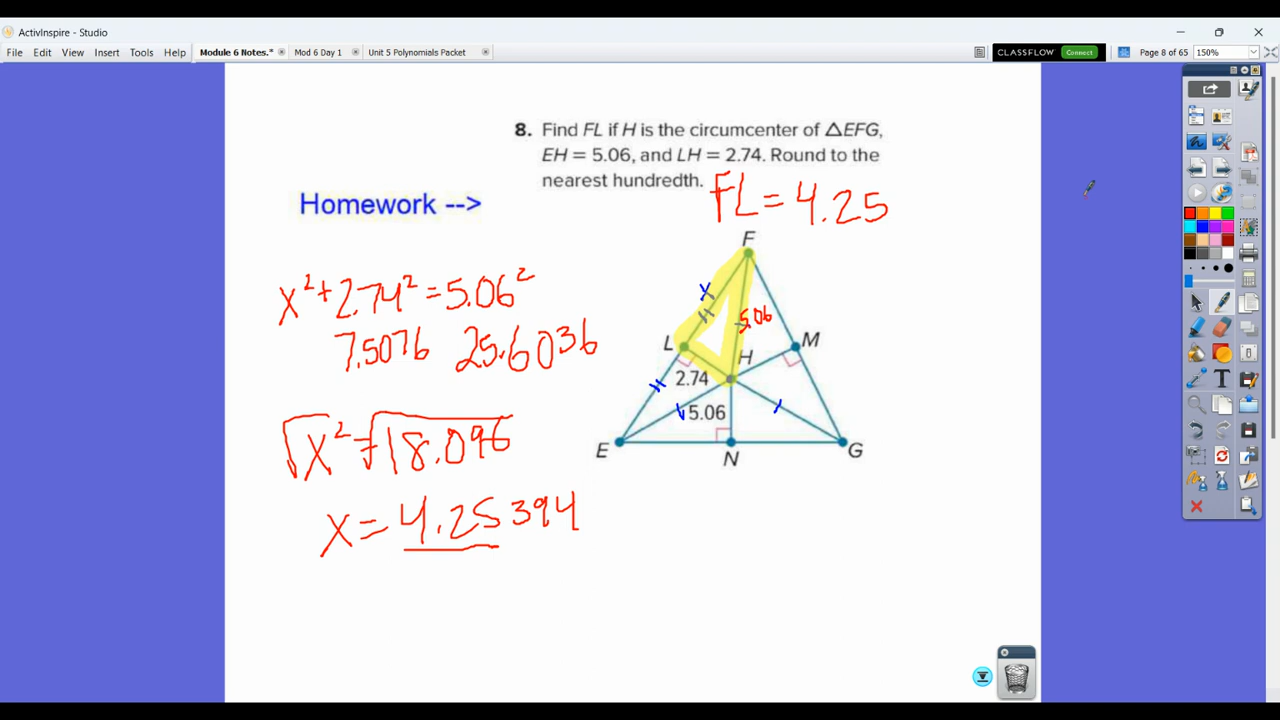 ActivInspire - Studio
File Edit View Insert Tools Help
Module 6 Notes.* Mod 6 Day 1 Unit 5 Polynomials Packet
CLASSFLOW Connect
Page 8 of 65 150%
8. Find FL if H is the circumcenter of △EFG,
EH = 5.06, and LH = 2.74. Round to the
nearest hundredth.
FL = 4.25
Homework -->
x² + 2.74² = 5.06²
7.5076 25.6036
√x² = √18.096
x = 4.25394
F
x
5.06
L
H
M
2.74
5.06
E
N
G